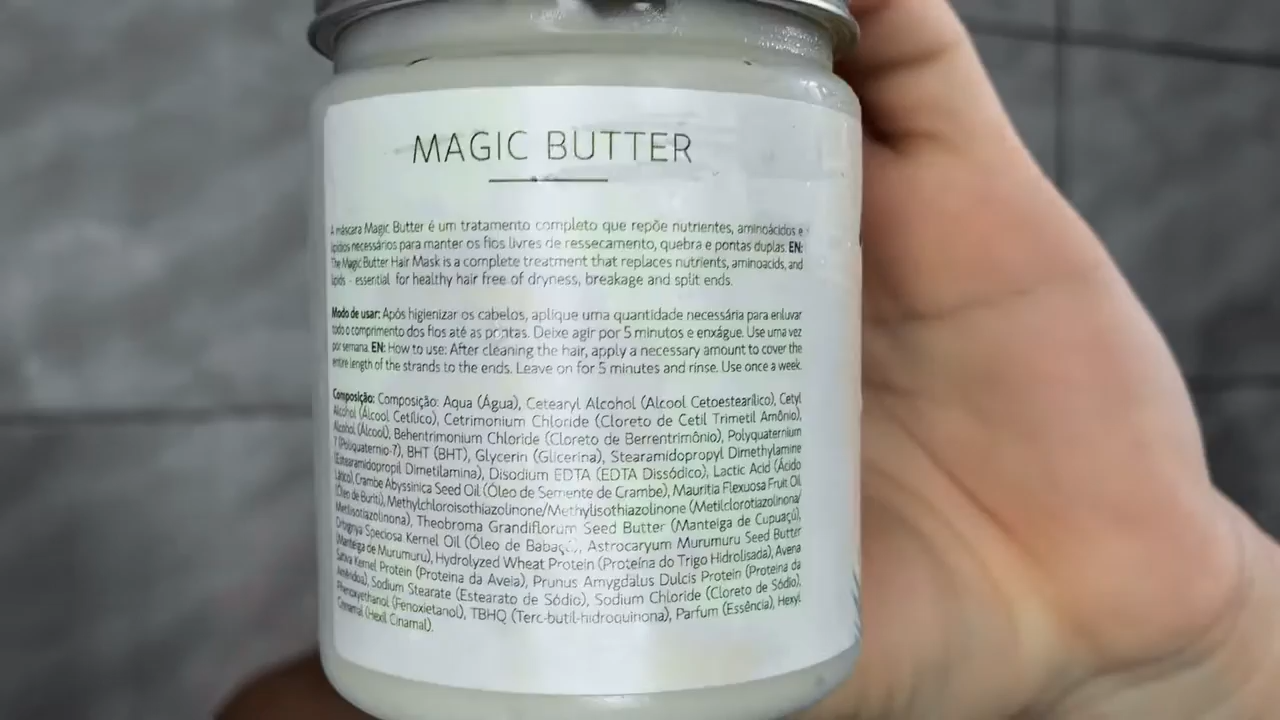 MAGIC BUTTER
A máscara Magic Butter é um tratamento completo que repõe nutrientes, aminoácidos e
lipídios necessários para manter os fios livres de ressecamento, quebra e pontas duplas. EN:
The Magic Butter Hair Mask is a complete treatment that replaces nutrients, aminoacids, and
lipids - essential for healthy hair free of dryness, breakage and split ends.
Modo de usar: Após higienizar os cabelos, aplique uma quantidade necessária para enluvar
todo o comprimento dos fios até as pontas. Deixe agir por 5 minutos e enxágue. Use uma vez
por semana. EN: How to use: After cleaning the hair, apply a necessary amount to cover the
entire length of the strands to the ends. Leave on for 5 minutes and rinse. Use once a week.
Composição: Composição: Aqua (Água), Cetearyl Alcohol (Álcool Cetoestearílico), Cetyl
Alcohol (Álcool Cetílico), Cetrimonium Chloride (Cloreto de Cetil Trimetil Amônio),
Alcohol (Álcool), Behentrimonium Chloride (Cloreto de Berrentrimônio), Polyquaternium
7 (Poliquaternio-7), BHT (BHT), Glycerin (Glicerina), Stearamidopropyl Dimethylamine
(Estearamidopropil Dimetilamina), Disodium EDTA (EDTA Dissódico), Lactic Acid (Ácido
Lático), Crambe Abyssinica Seed Oil (Óleo de Semente de Crambe), Mauritia Flexuosa Fruit Oil
(Óleo de Buriti), Methylchloroisothiazolinone/Methylisothiazolinone (Metilclorotiazolinona/
Metilisotiazolinona), Theobroma Grandiflorum Seed Butter (Manteiga de Cupuaçu),
Orbignya Speciosa Kernel Oil (Óleo de Babaçu), Astrocaryum Murumuru Seed Butter
(Manteiga de Murumuru), Hydrolyzed Wheat Protein (Proteína do Trigo Hidrolisada), Avena
Sativa Kernel Protein (Proteína da Aveia), Prunus Amygdalus Dulcis Protein (Proteína da
Amêndoa), Sodium Stearate (Estearato de Sódio), Sodium Chloride (Cloreto de Sódio),
Phenoxyethanol (Fenoxietanol), TBHQ (Terc-butil-hidroquinona), Parfum (Essência), Hexyl
Cinnamal (Hexil Cinamal).